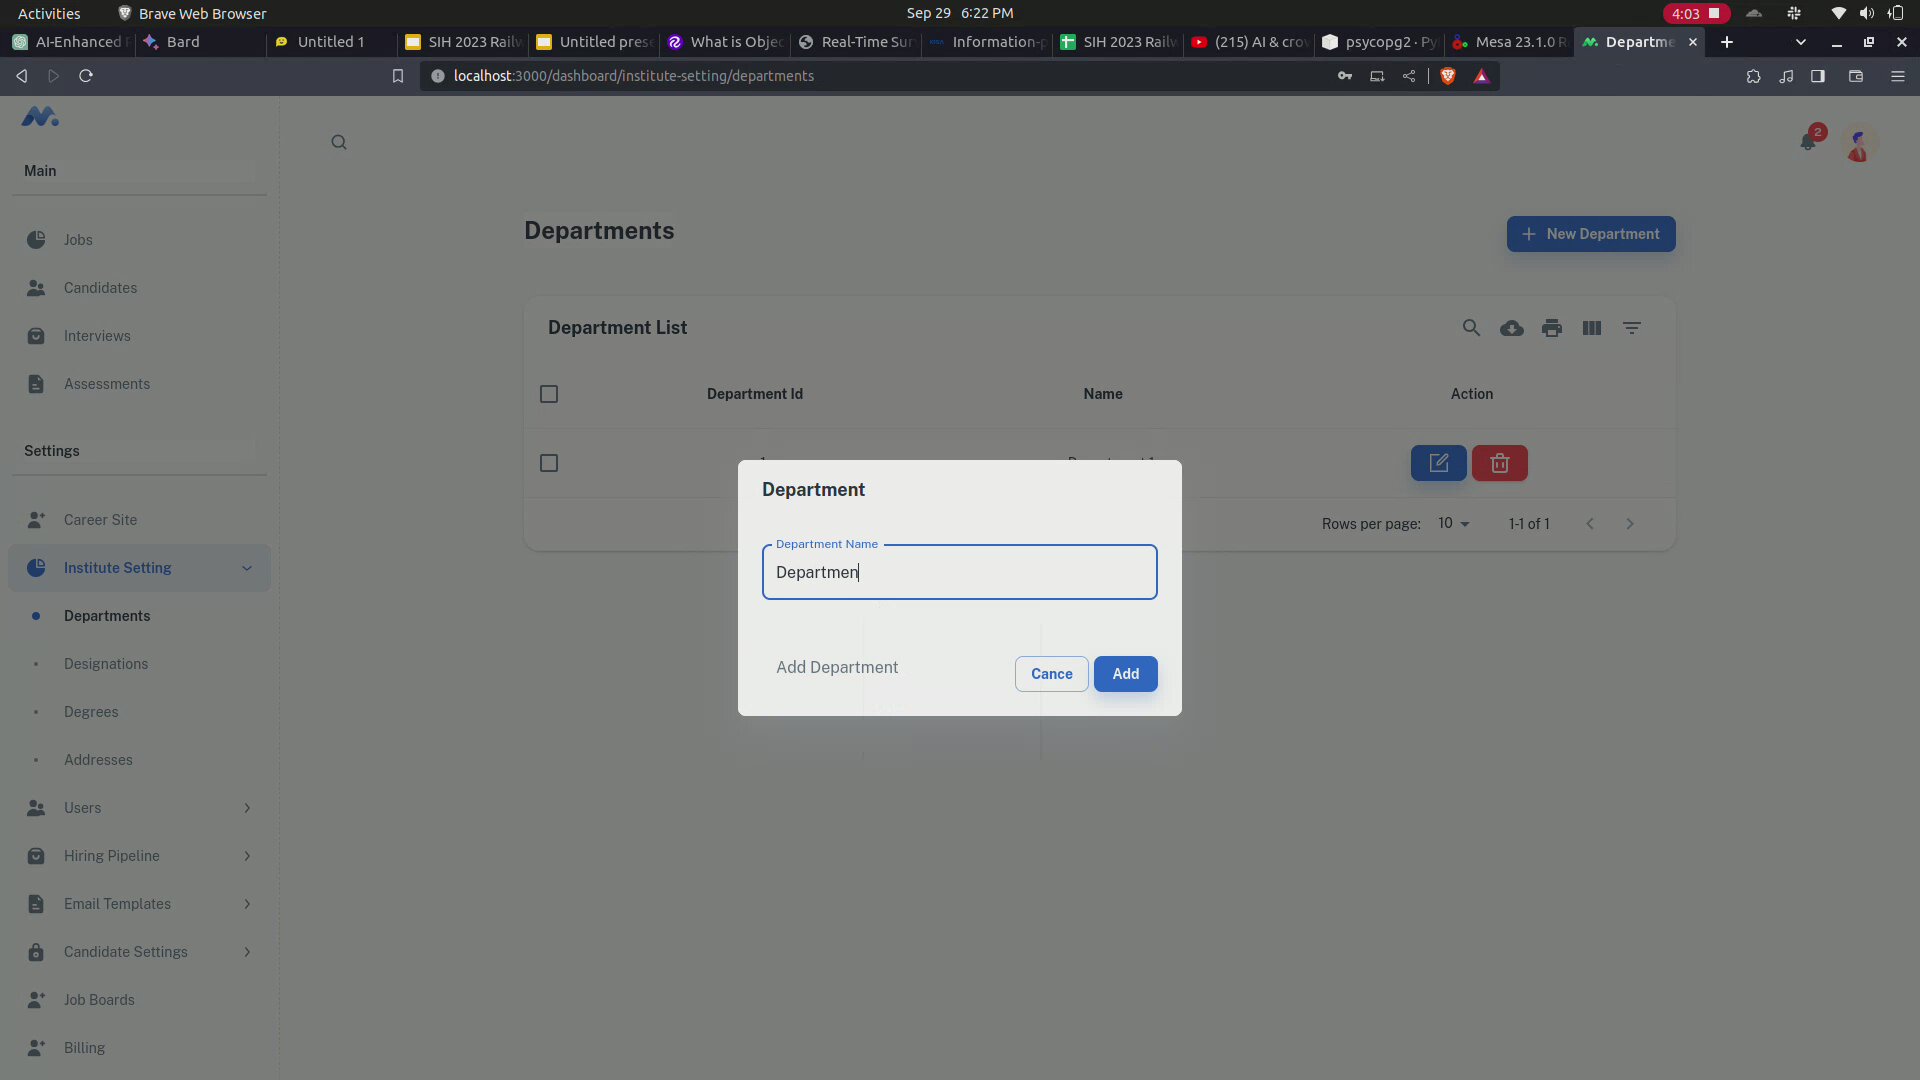 Activities
Brave Web Browser
Sep 29 6:22 PM
4:03
AI-Enhanced
Bard
Untitled 1
SIH 2023 Railw
Untitled prese
What is Objec
Real-Time Sur
Information-p
SIH 2023 Railw
(215) AI & crow
psycopg2 · Py
Mesa 23.1.0 R
Departme
localhost:3000/dashboard/institute-setting/departments
2
Main
Jobs
Candidates
Interviews
Assessments
Settings
Career Site
Institute Setting
Departments
Designations
Degrees
Addresses
Users
Hiring Pipeline
Email Templates
Candidate Settings
Job Boards
Billing
Departments
New Department
Department List
Department Id
Name
Action
1
Department 1
Rows per page:
10
1-1 of 1
Department
Department Name
Departmen
Add Department
Cance
Add